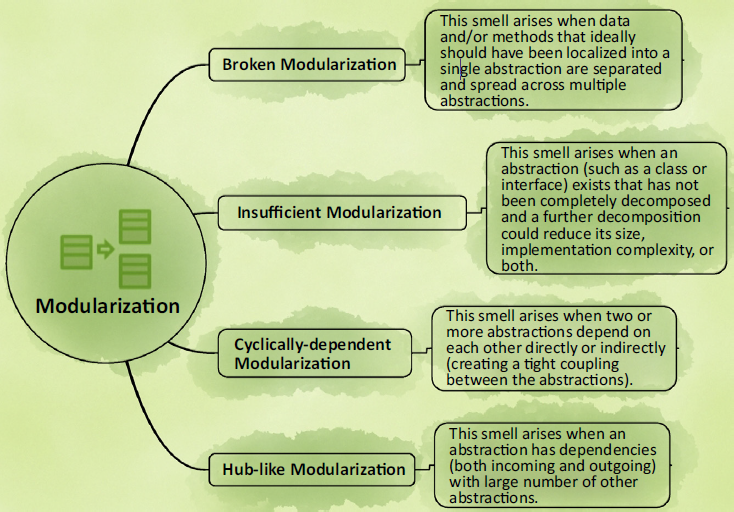 Modularization
Broken Modularization
This smell arises when data
and/or methods that ideally
should have been localized into a
single abstraction are separated
and spread across multiple
abstractions.
Insufficient Modularization
This smell arises when an
abstraction (such as a class or
interface) exists that has not
been completely decomposed
and a further decomposition
could reduce its size,
implementation complexity, or
both.
Cyclically-dependent
Modularization
This smell arises when two or
more abstractions depend on
each other directly or indirectly
(creating a tight coupling
between the abstractions).
Hub-like Modularization
This smell arises when an
abstraction has dependencies
(both incoming and outgoing)
with large number of other
abstractions.